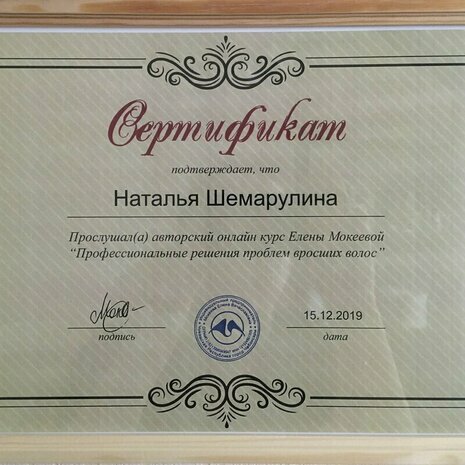 Сертификат
подтверждает, что
Наталья Шемарулина
Прослушал(а) авторский онлайн курс Елены Мокеевой
“Профессиональные решения проблем вросших волос”
15.12.2019
подпись
дата